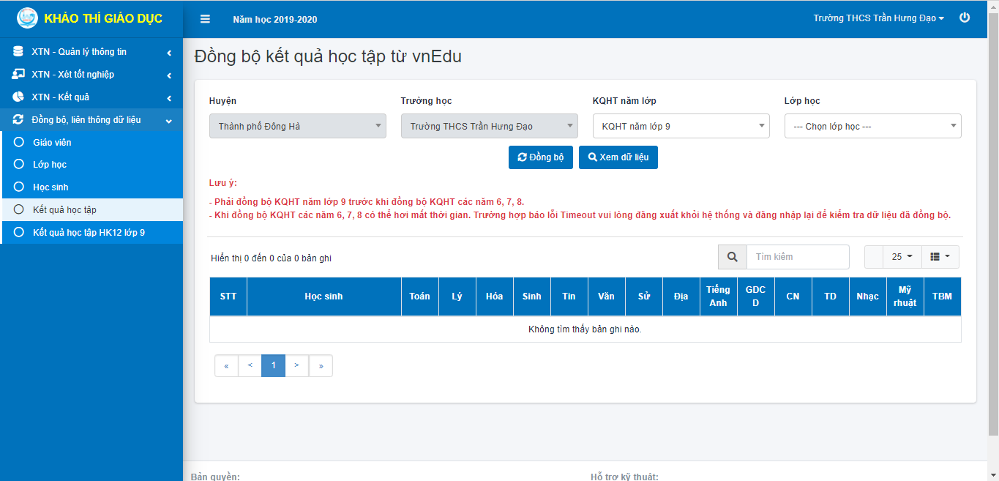 KHẢO THÍ GIÁO DỤC
Năm học 2019-2020
Trường THCS Trần Hưng Đạo
XTN - Quản lý thông tin
XTN - Xét tốt nghiệp
XTN - Kết quả
Đồng bộ, liên thông dữ liệu
Giáo viên
Lớp học
Học sinh
Kết quả học tập
Kết quả học tập HK12 lớp 9
Đồng bộ kết quả học tập từ vnEdu
Huyện
Trường học
KQHT năm lớp
Lớp học
Thành phố Đông Hà
Trường THCS Trần Hưng Đạo
KQHT năm lớp 9
--- Chọn lớp học ---
Đồng bộ
Xem dữ liệu
Lưu ý:
- Phải đồng bộ KQHT năm lớp 9 trước khi đồng bộ KQHT các năm 6, 7, 8.
- Khi đồng bộ KQHT các năm 6, 7, 8 có thể hơi mất thời gian. Trường hợp báo lỗi Timeout vui lòng đăng xuất khỏi hệ thống và đăng nhập lại để kiểm tra dữ liệu đã đồng bộ.
Hiển thị 0 đến 0 của 0 bản ghi
Tìm kiếm
25
STT Học sinh Toán Lý Hóa Sinh Tin Văn Sử Địa Tiếng Anh GDC D CN TD Nhạc Mỹ rhuật TBM
Không tìm thấy bản ghi nào.
« < 1 > »
Bản quyền:
Hỗ trợ kỹ thuật: